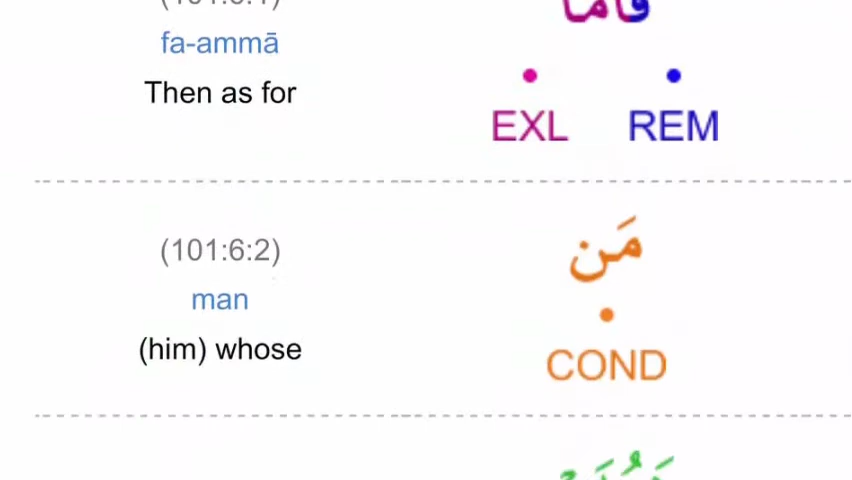 fa-ammā
Then as for
EXL REM
(101:6:2)
man
(him) whose
مَن
COND